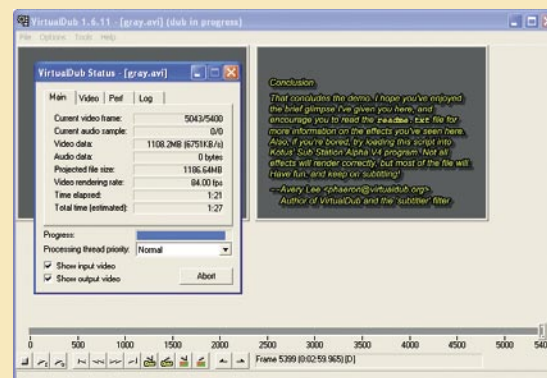 VirtualDub 1.6.11 - [gray.avi] (dub in progress)
File Options Tools Help
VirtualDub Status - [gray.avi]
Main Video Perf Log
Current video frame: 5043/5400
Current audio sample: 0/0
Video data: 1108.2MB (6751KB/s)
Audio data: 0 bytes
Projected file size: 1186.64MB
Video rendering rate: 84.00 fps
Time elapsed: 1:21
Total time (estimated): 1:27
Progress:
Processing thread priority: Normal
Show input video
Show output video
Abort
Conclusion
That concludes the demo. I hope you've enjoyed
the brief glimpse I've given you here, and
encourage you to read the readme.txt file for
more information on the effects you've seen here.
Also, if you're bored, try loading this script into
Kotus' Sub Station Alpha V4 program. Not all
effects will render correctly, but most of the file will.
Have fun, and keep on subtitling!
---Avery Lee <phaeron@virtualdub.org>
Author of VirtualDub and the 'subtitler' filter
0 500 1000 1500 2000 2500 3000 3500 4000 4500 5000 540
Frame 5399 (0:02:59.965) [D]